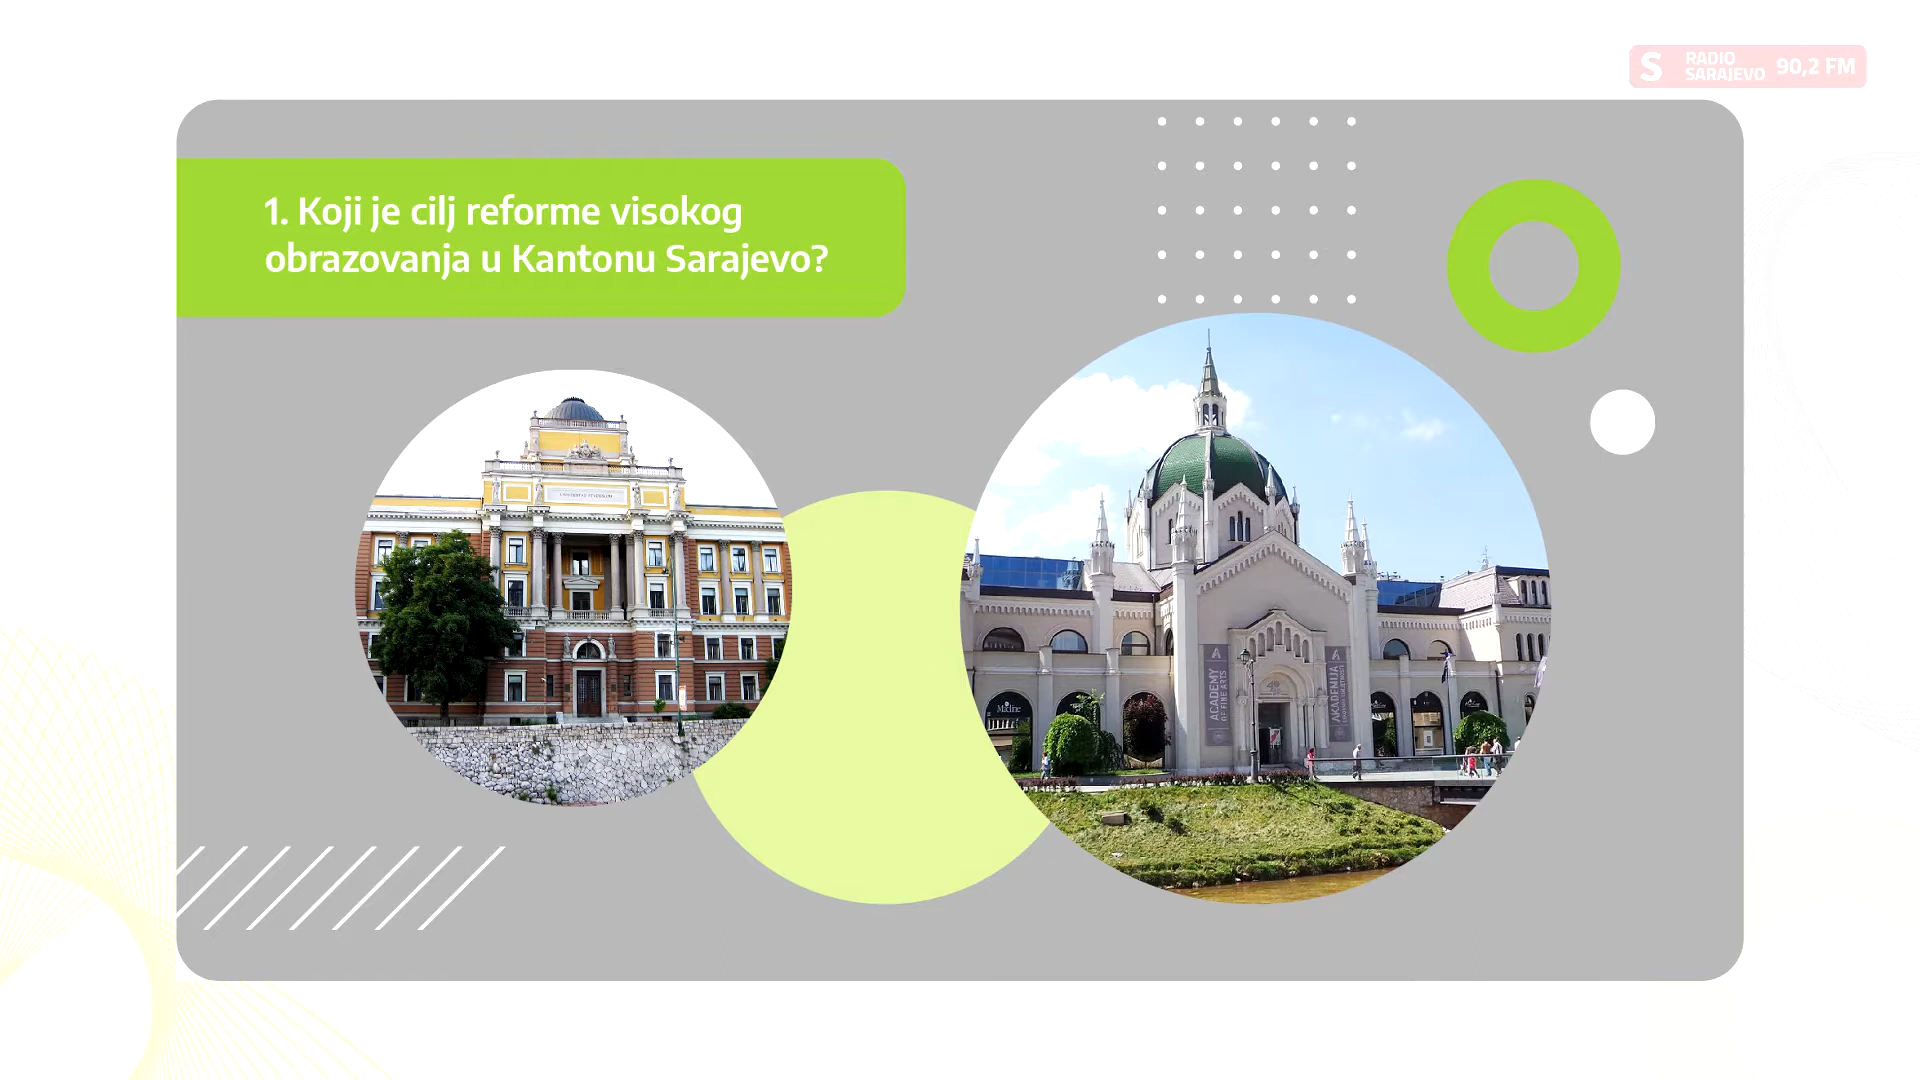 RADIO
SARAJEVO
90,2 FM
1. Koji je cilj reforme visokog
obrazovanja u Kantonu Sarajevo?
ACADEMY
OF FINE ARTS
AKADEMIJA